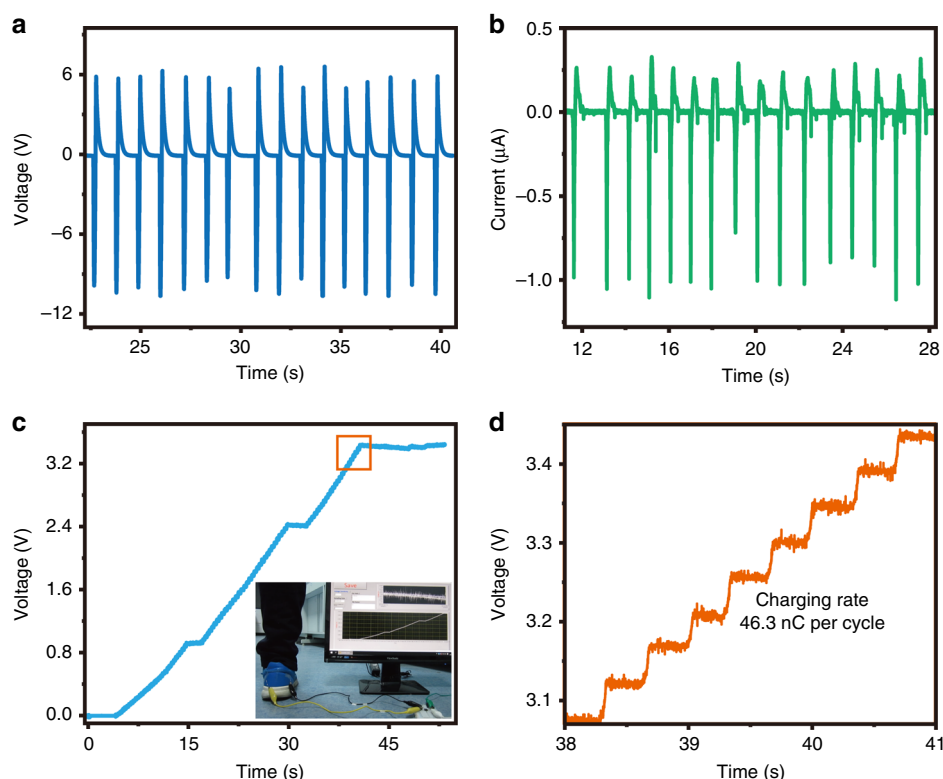 a
6
0
−6
−12
Voltage (V)
25
30
35
40
Time (s)
b
0.5
0.0
−0.5
−1.0
Current (μA)
12
16
20
24
28
Time (s)
c
3.2
2.4
1.6
0.8
0.0
Voltage (V)
Save
0
15
30
45
Time (s)
d
3.4
3.3
3.2
3.1
Voltage (V)
Charging rate
46.3 nC per cycle
38
39
40
41
Time (s)